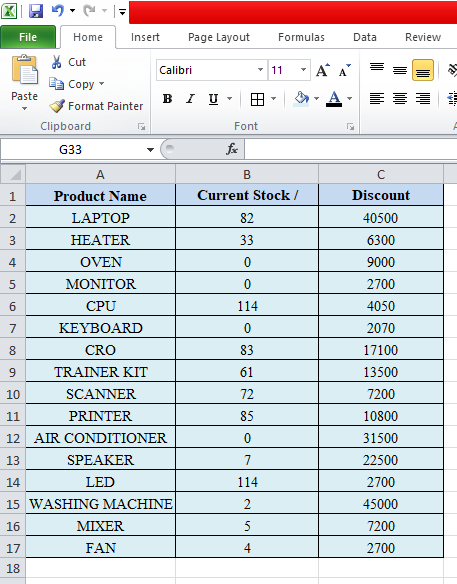 File Home Insert Page Layout Formulas Data Review
Cut
Calibri 11 A A
Copy
Paste
Format Painter
B I U A
Clipboard Font
G33 fx
A B C
1 Product Name Current Stock / Discount
2 LAPTOP 82 40500
3 HEATER 33 6300
4 OVEN 0 9000
5 MONITOR 0 2700
6 CPU 114 4050
7 KEYBOARD 0 2070
8 CRO 83 17100
9 TRAINER KIT 61 13500
10 SCANNER 72 7200
11 PRINTER 85 10800
12 AIR CONDITIONER 0 31500
13 SPEAKER 7 22500
14 LED 114 2700
15 WASHING MACHINE 2 45000
16 MIXER 5 7200
17 FAN 4 2700
18